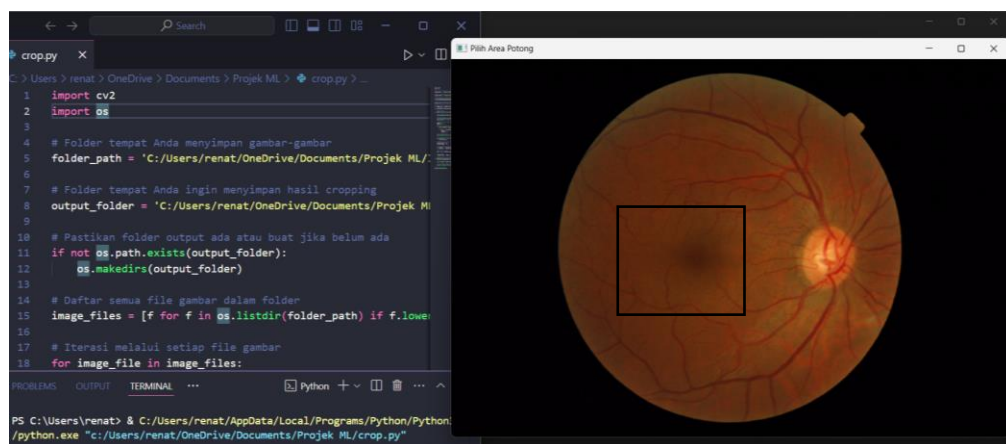 ← → Search
crop.py ×
C: > Users > renat > OneDrive > Documents > Projek ML > crop.py > ...
1 import cv2
2 import os
3
4 # Folder tempat Anda menyimpan gambar-gambar
5 folder_path = 'C:/Users/renat/OneDrive/Documents/Projek ML/
6
7 # Folder tempat Anda ingin menyimpan hasil cropping
8 output_folder = 'C:/Users/renat/OneDrive/Documents/Projek
9
10 # Pastikan folder output ada atau buat jika belum ada
11 if not os.path.exists(output_folder):
12 os.makedirs(output_folder)
13
14 # Daftar semua file gambar dalam folder
15 image_files = [f for f in os.listdir(folder_path) if
16
17 # Iterasi melalui setiap file gambar
18 for image_file in image_files:
PROBLEMS OUTPUT TERMINAL ··· Python
PS C:\Users\renat> & C:/Users/renat/AppData/Local/Programs/Python/
/python.exe "c:/Users/renat/OneDrive/Documents/Projek ML/crop.py"
Pilih Area Potong